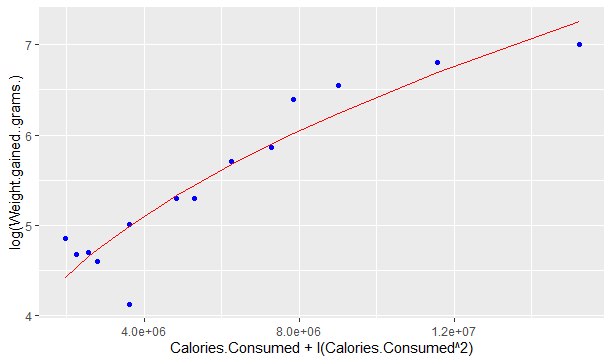 log(Weight.gained..grams.)
7
6
5
4
4.0e+06 8.0e+06 1.2e+07
Calories.Consumed + I(Calories.Consumed^2)